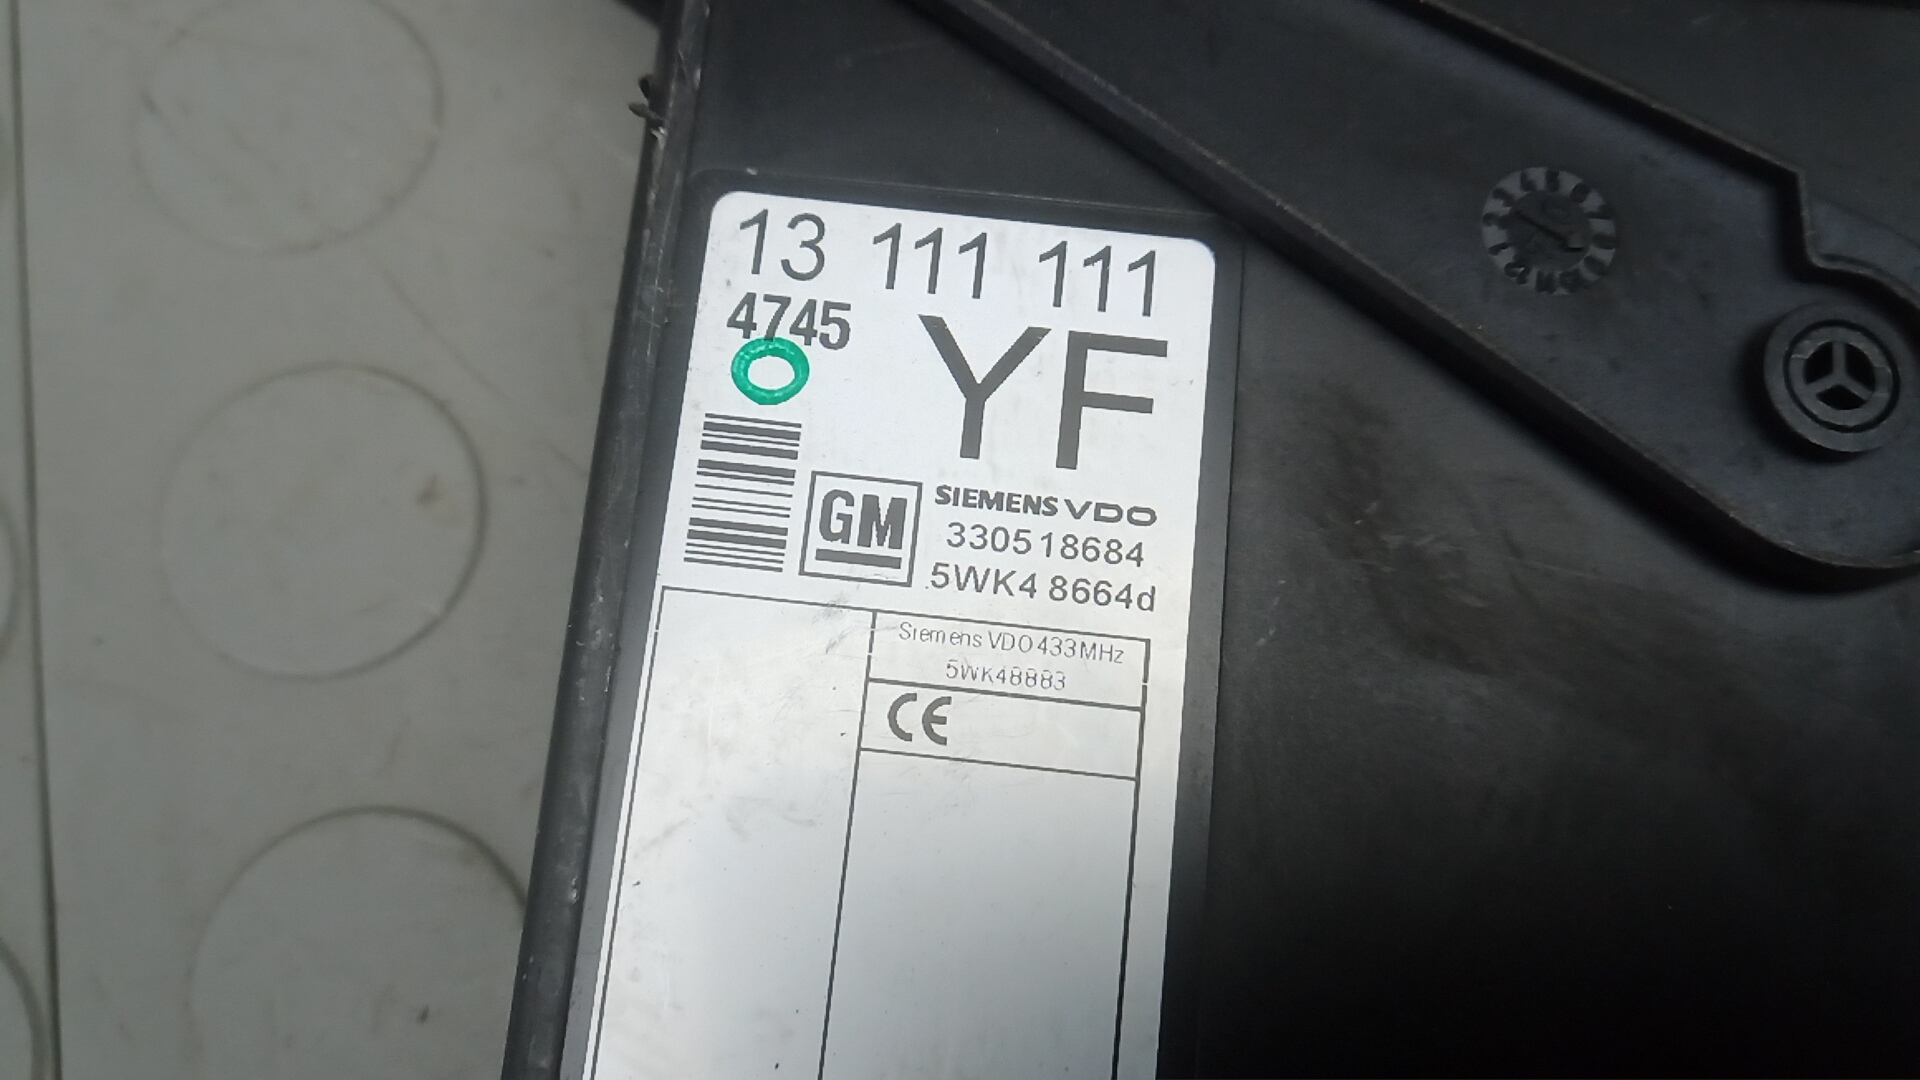 13 111 111
4745
YF
GM
SIEMENS VDO
330518684
5WK4 8664d
Siemens VDO 433MHz
5WK48883
CE